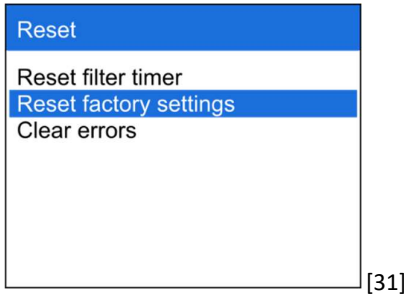 Reset
Reset filter timer
Reset factory settings
Clear errors
[31]